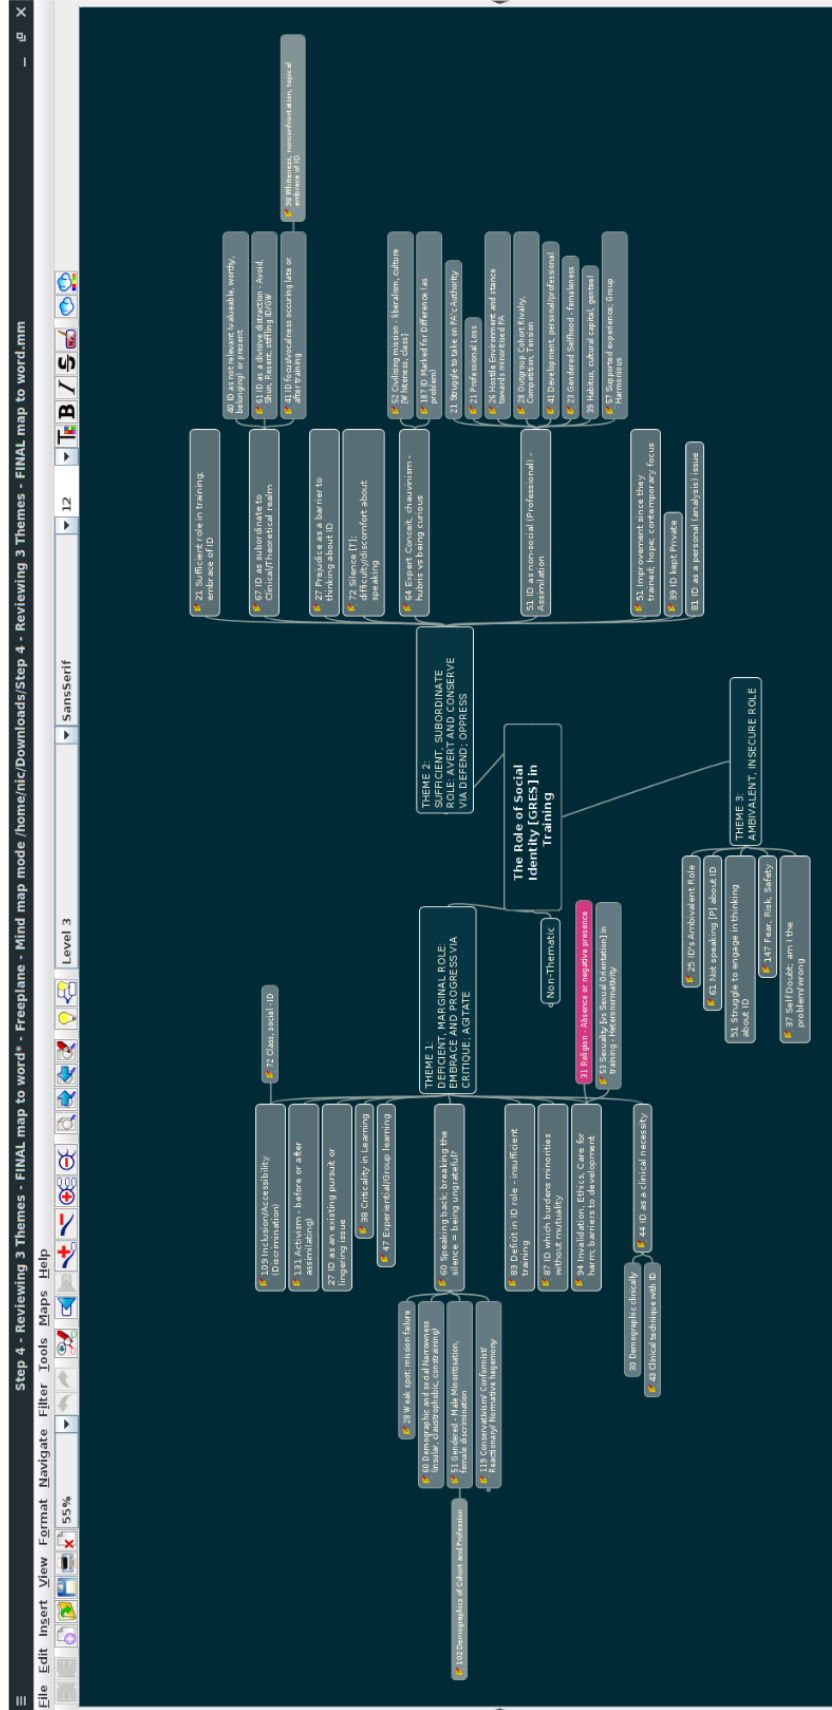 Step 4 - Reviewing 3 Themes - FINAL map to word* - Freeplane - Mind map mode /home/nic/Downloads/Step 4 - Reviewing 3 Themes - FINAL map to word.mm
File Edit Insert View Format Navigate Filter Tools Maps Help
55%
Level 3
SansSerif
12
T B I S
The Role of Social
Identity [GRES] in
Training
THEME 1:
DEFICIENT, MARGINAL ROLE:
EMBRACE AND PROGRESS VIA
CRITIQUE; AGITATE
109 Inclusion/Accessibility
(Discrimination)
72 Class, social -ID
131 Activism - before or after
assimilating)
27 ID as an existing pursuit or
lingering issue
38 Criticality in Learning
47 Experiential/Group learning
60 Speaking back; breaking the
silence = being ungrateful?
28 Weak spot; mission failure
60 Demographic and social Narrowness
(insular, claustrophobic, constraining)
51 Gendered - Male Minoritisation,
female discrimination
102 Demographics of Cohort and Profession
119 Conservativism/ Conformist/
Reactionary/ Normative hegemony
83 Deficit in ID role - insufficient
training
87 ID which burdens minorities
without mutuality
94 Invalidation, Ethics, Care for
harm; barriers to development
31 Religion - Absence or negative presence
53 Sexuality [vs Sexual Orientation] in
training - Heteronormativity
44 ID as a clinical necessity
30 Demographic clinically
43 Clinical technique with ID
Non-Thematic
THEME 2:
SUFFICIENT, SUBORDINATE
ROLE: AVERT AND CONSERVE
VIA DEFEND; OPPRESS
21 Sufficient role in training;
embrace of ID
67 ID as subordinate to
Clinical/Theoretical realm
40 ID as not relevant (valueable, worthy,
belonging) or present
61 ID as a divisive distraction - Avoid,
Shun, Resent, stifling ID/GW
41 ID focus/vocalness occuring late or
after training
98 Whiteness, nonconfrontation, topical
embrace of ID
27 Prejudice as a barrier to
thinking about ID
72 Silence [T];
difficulty/discomfort about
speaking
64 Expert Conceit, chauvinism -
hubris vs being curious
52 Civilising mission - liberalism, culture
[Whiteness, class]
187 ID Marked for Difference (as
problem)
51 ID as non-social (Professional) -
Assimilation
21 Struggle to take on PA's Authority
21 Professional Loss
26 Hostile Environment and stance
towards minoritised PA
28 Outgroup Cohort Rivalry,
Competition, Tension
41 Development, personal/professional
23 Gendered selfhood - femaleness
39 Habitus, cultural capital, genteel
57 Supported experience; Group
Harmonious
51 Improvement since they
trained; hope; contemporary focus
39 ID kept Private
81 ID as a personal (analysis) issue
THEME 3:
AMBIVALENT, INSECURE ROLE
25 ID's Ambivalent Role
61 Not speaking [P] about ID
51 Struggle to engage in thinking
about ID
147 Fear, Risk, Safety
37 Self Doubt; am I the
problem/wrong